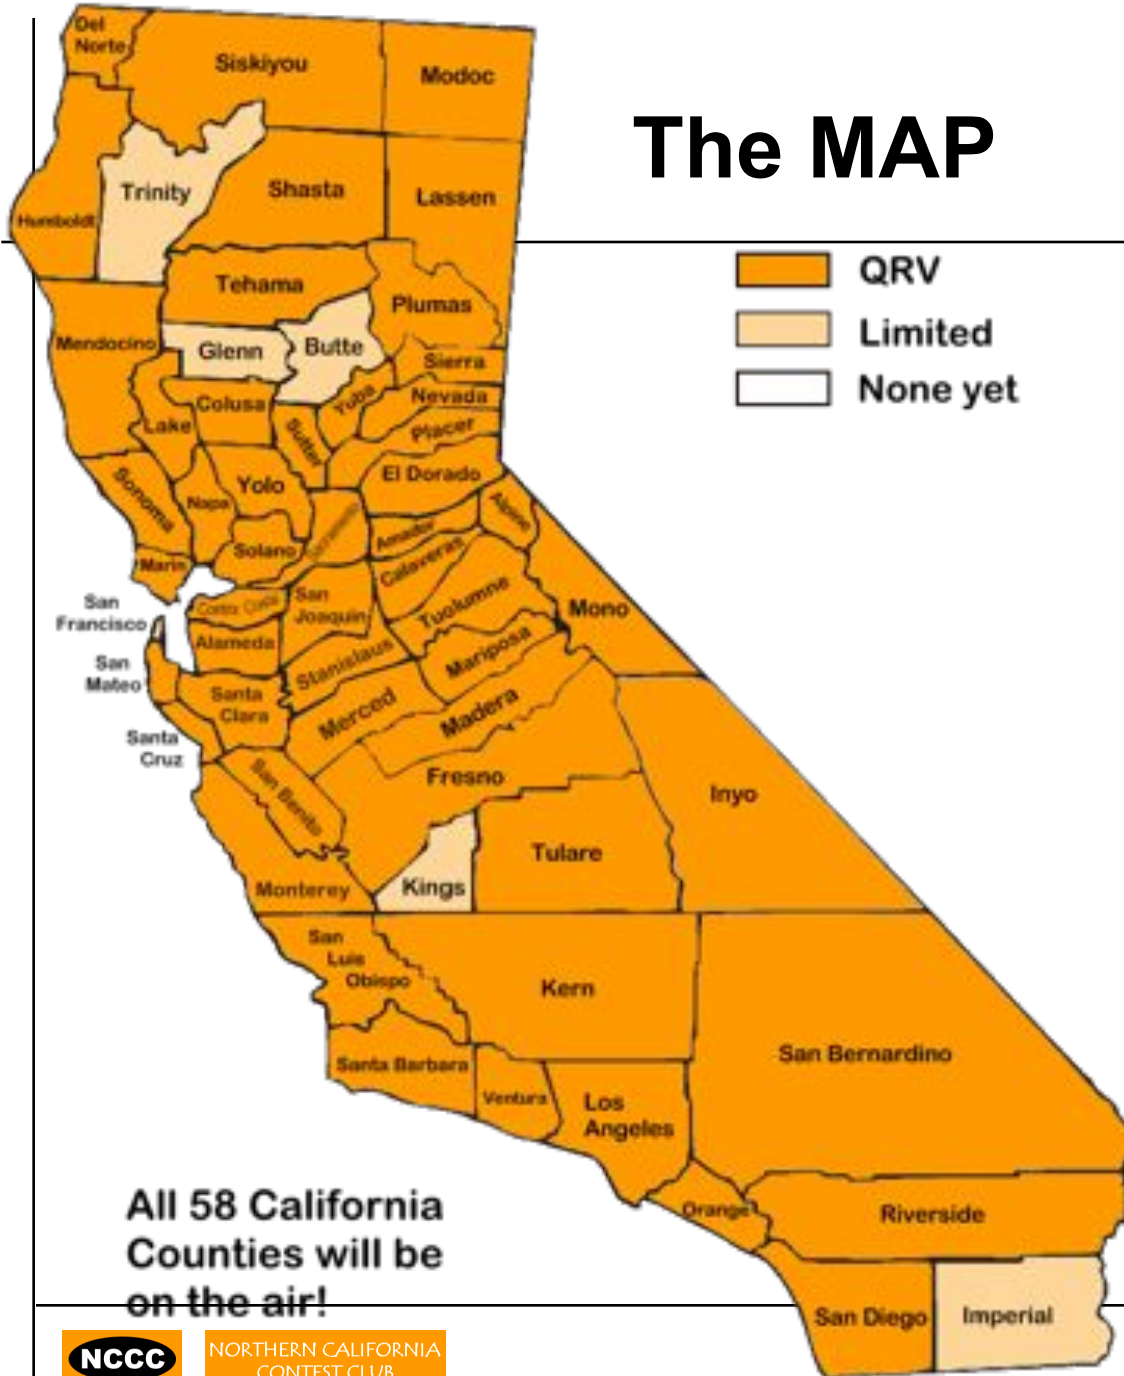 The MAP
QRV
Limited
None yet
Del
Norte
Siskiyou
Modoc
Trinity
Shasta
Lassen
Humboldt
Tehama
Plumas
Mendocino
Glenn
Butte
Sierra
Colusa
Yuba
Nevada
Lake
Sutter
Placer
El Dorado
Sonoma
Napa
Yolo
Sacramento
Alpine
Solano
Amador
Marin
Calaveras
San
Francisco
Contra Costa
San
Joaquin
Tuolumne
Mono
Alameda
Stanislaus
Mariposa
San
Mateo
Santa
Clara
Merced
Madera
Santa
Cruz
San Benito
Fresno
Inyo
Tulare
Monterey
Kings
San
Luis
Obispo
Kern
San Bernardino
Santa Barbara
Ventura
Los
Angeles
Orange
Riverside
San Diego
Imperial
All 58 California
Counties will be
on the air!
NCCC
NORTHERN CALIFORNIA
CONTEST CLUB